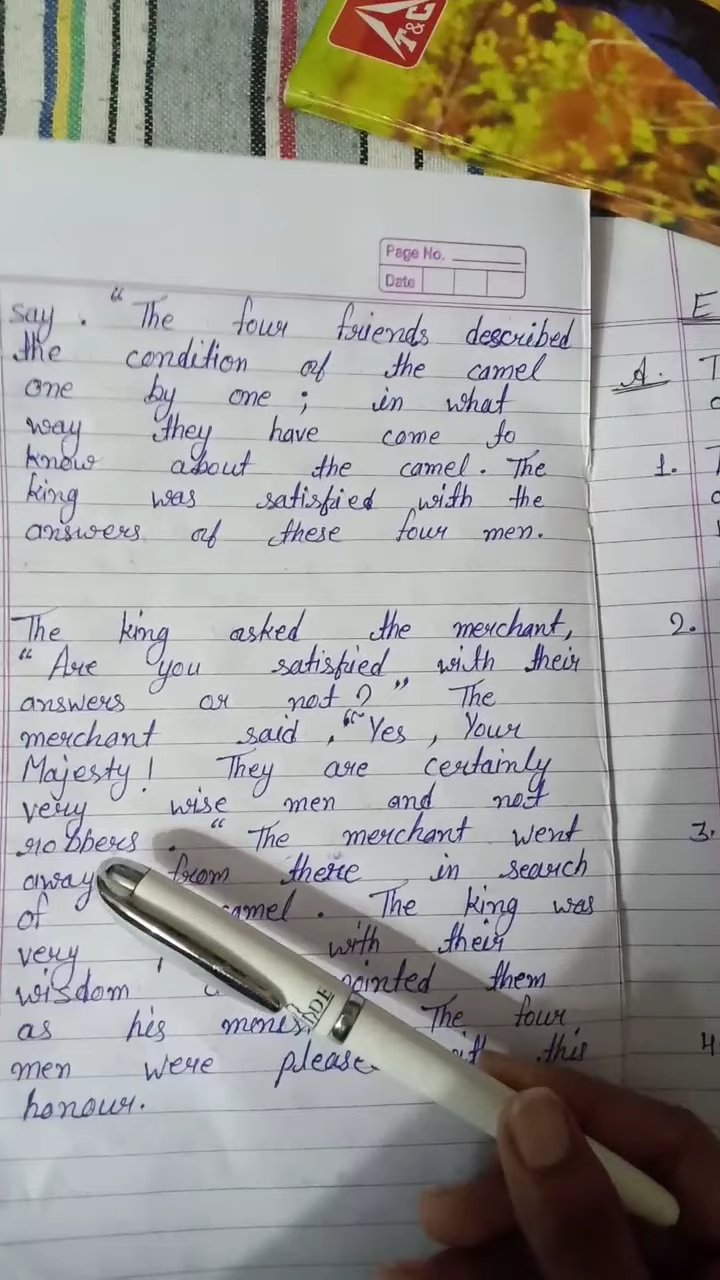 T&C
Page No.
Date
say . " The four friends described
the condition of the camel
one by one ; in what
way they have come to
know about the camel. The
king was satisfied with the
answers of these four men.
The king asked the merchant,
" Are you satisfied with their
answers or not ? " The
merchant said , " Yes , Your
Majesty ! They are certainly
very wise men and not
robbers . " The merchant went
away from there in search
of camel . The king was
very with their
wisdom them
as his The four
men were this
honour.
E
A.
1.
2.
3.
4